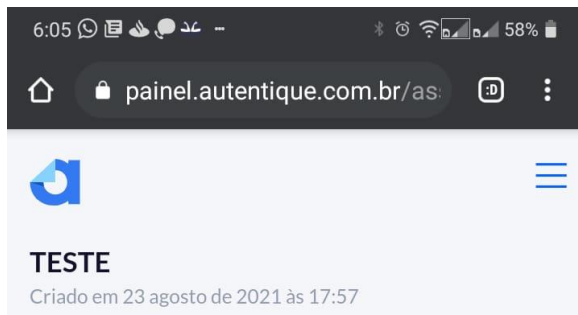 6:05 58%
painel.autentique.com.br/as
:D
TESTE
Criado em 23 agosto de 2021 às 17:57